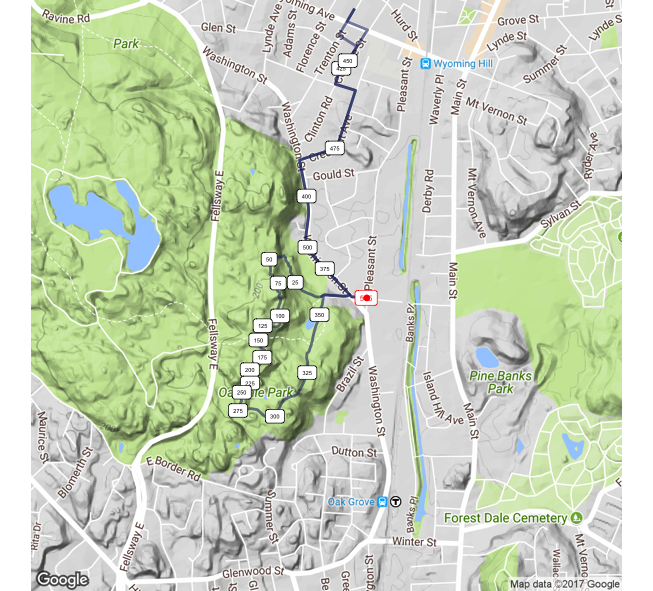 Ravine Rd
Park
Glen St
Lynde Ave
Adams St
Florence St
Trenton St
Wyoming Ave
Hurd St
Grove St
Lynde St
Lynde St
Summer St
Washington St
Wyoming Hill
450
Pleasant St
Waverly Pl
Main St
Mt Vernon St
Ryder Ave
Clinton Rd
Washington St
475
Gould St
Fellsway E
400
Derby Rd
Mt Vernon Ave
Sylvan St
500
Pleasant St
50
375
Main St
200
75
25
100
350
Banks Pl
125
150
Fellsway E
175
200
325
Brazil St
Pine Banks
Park
250
275
300
Washington St
Island Hill Ave
Main St
Maurice St
Blomerth St
E Border Rd
Dutton St
Rita Dr
Summer St
Oak Grove
T
Banks Pl
Forest Dale Cemetery
Fellsway E
Winter St
Glenwood St
Mt Vernon
Google
Map data ©2017 Google